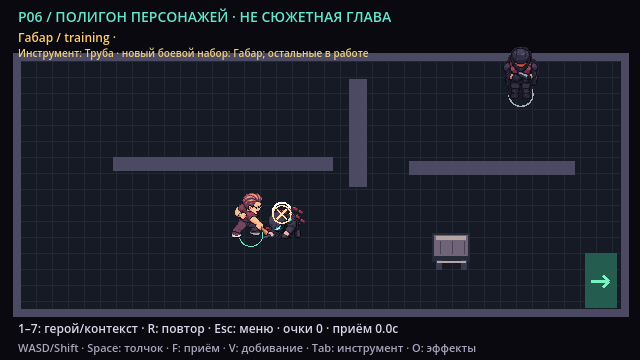 P06 / ПОЛИГОН ПЕРСОНАЖЕЙ · НЕ СЮЖЕТНАЯ ГЛАВА
Габар / training ·
Инструмент: Труба · новый боевой набор: Габар; остальные в работе
1–7: герой/контекст · R: повтор · Esc: меню · очки 0 · приём 0.0с
WASD/Shift · Space: толчок · F: приём · V: добивание · Tab: инструмент · O: эффекты